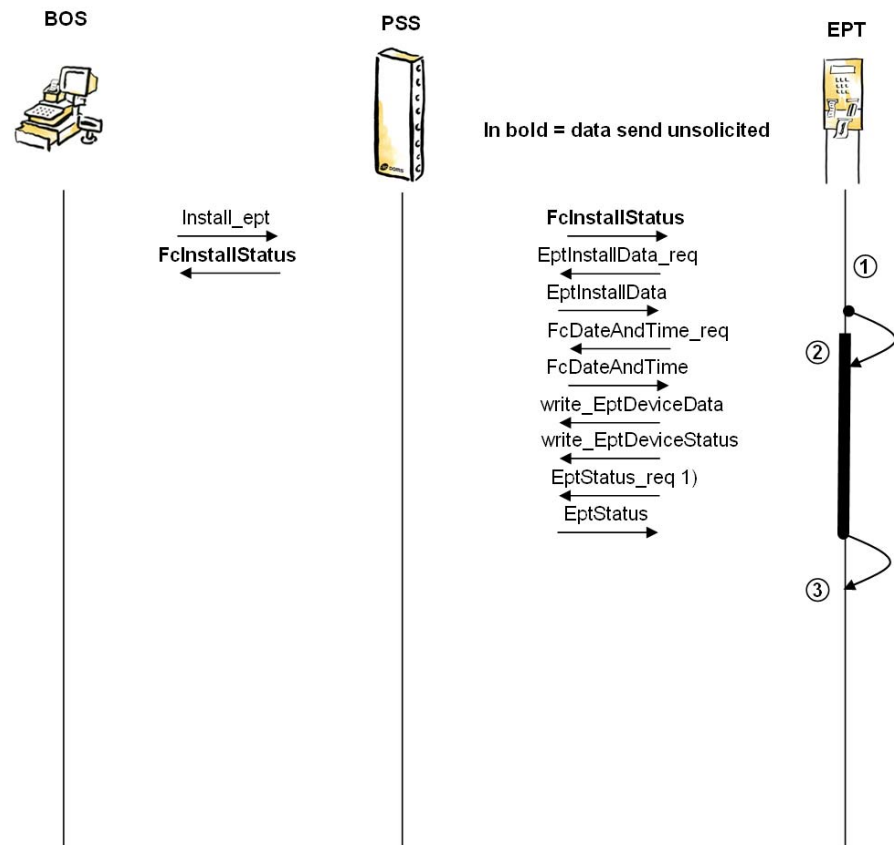 BOS
PSS
EPT
In bold = data send unsolicited
Install_ept
FcInstallStatus
FcInstallStatus
EptInstallData_req
EptInstallData
FcDateAndTime_req
FcDateAndTime
write_EptDeviceData
write_EptDeviceStatus
EptStatus_req 1)
EptStatus
①
②
③